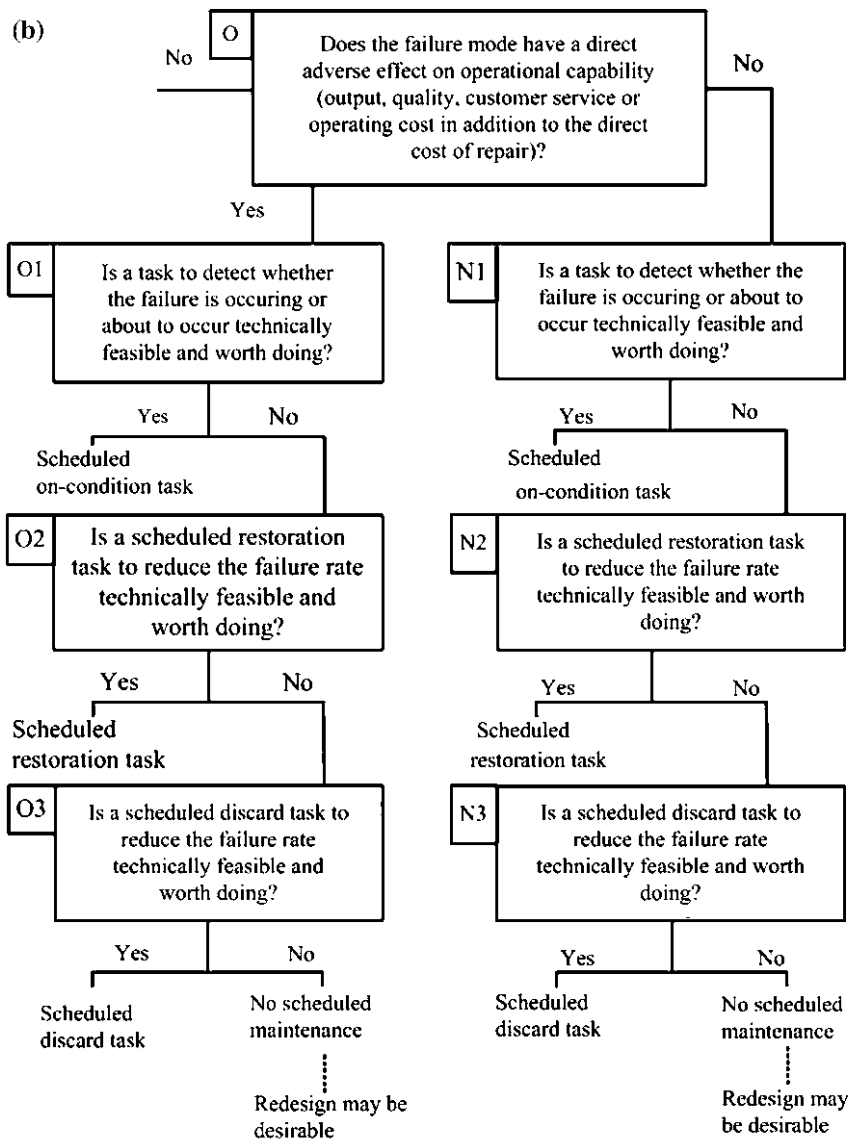 (b)
O
No
Does the failure mode have a direct
adverse effect on operational capability
(output, quality, customer service or
operating cost in addition to the direct
cost of repair)?
No
Yes
O1
Is a task to detect whether
the failure is occuring or
about to occur technically
feasible and worth doing?
N1
Is a task to detect whether the
failure is occuring or about to
occur technically feasible and
worth doing?
Yes
No
Scheduled
on-condition task
Yes
No
Scheduled
on-condition task
O2
Is a scheduled restoration
task to reduce the failure rate
technically feasible and
worth doing?
N2
Is a scheduled restoration task
to reduce the failure rate
technically feasible and worth
doing?
Yes
No
Scheduled
restoration task
Yes
No
Scheduled
restoration task
O3
Is a scheduled discard task to
reduce the failure rate
technically feasible and
worth doing?
N3
Is a scheduled discard task to
reduce the failure rate
technically feasible and worth
doing?
Yes
No
Scheduled
discard task
No scheduled
maintenance
Redesign may be
desirable
Yes
No
Scheduled
discard task
No scheduled
maintenance
Redesign may be
desirable